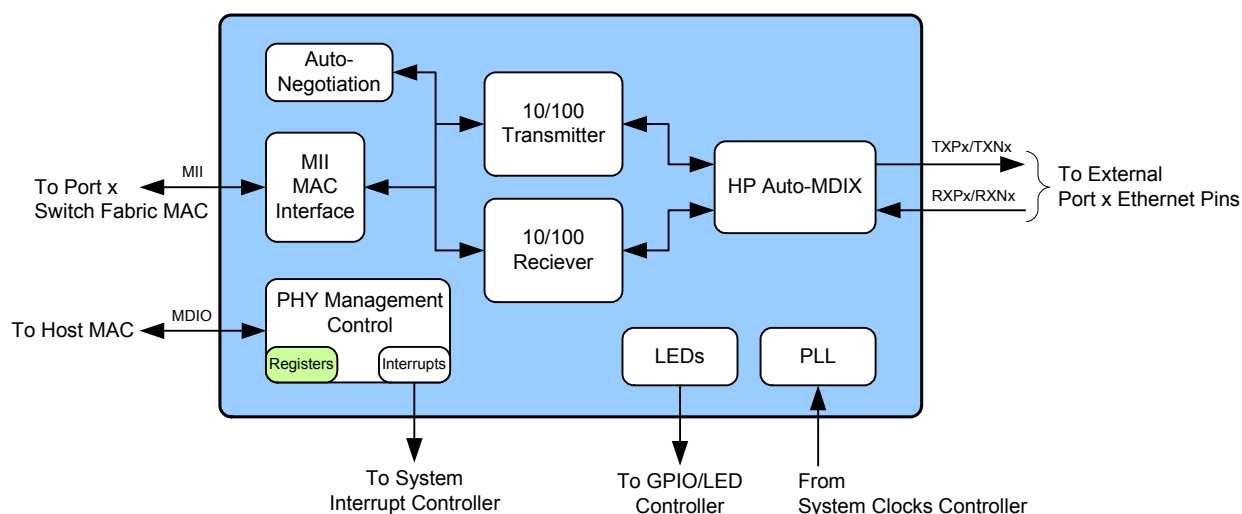 Auto-
Negotiation
10/100
Transmitter
MII
MAC
Interface
MII
To Port x
Switch Fabric MAC
HP Auto-MDIX
TXPx/TXNx
RXPx/RXNx
To External
Port x Ethernet Pins
10/100
Reciever
PHY Management
Control
Registers
Interrupts
MDIO
To Host MAC
LEDs
PLL
To System
Interrupt Controller
To GPIO/LED
Controller
From
System Clocks Controller